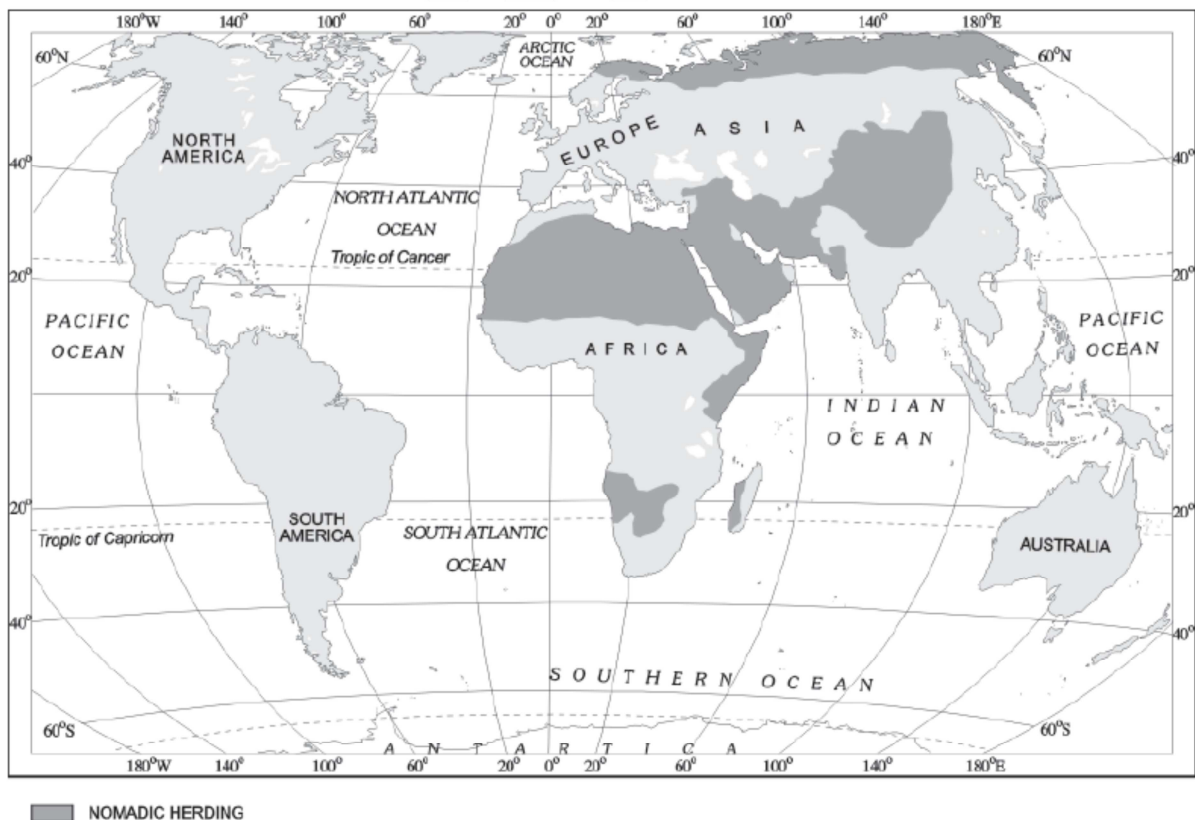 180°W 140° 100° 60° 20° 0° 20° 60° 100° 140° 180°E
60°N
ARCTIC
OCEAN
60°N
NORTH
AMERICA
EUROPE
ASIA
40°
40°
NORTH ATLANTIC
OCEAN
Tropic of Cancer
20°
20°
PACIFIC
OCEAN
AFRICA
PACIFIC
OCEAN
INDIAN
OCEAN
20°
20°
Tropic of Capricorn
SOUTH
AMERICA
SOUTH ATLANTIC
OCEAN
AUSTRALIA
40°
40°
SOUTHERN OCEAN
60°S
60°S
ANTARTICA
180°W 140° 100° 60° 20° 0° 20° 60° 100° 140° 180°E
NOMADIC HERDING